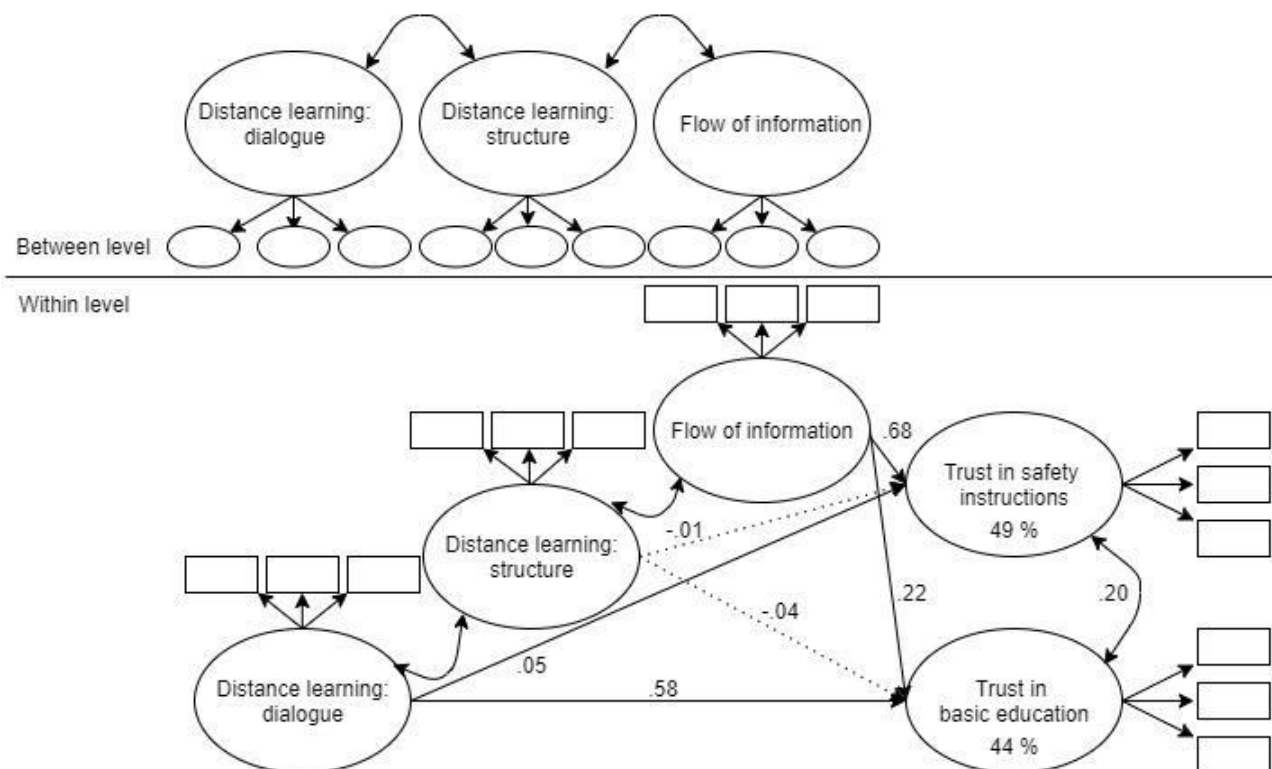 Distance learning:
dialogue
Distance learning:
structure
Flow of information
Between level
Within level
Flow of information
.68
Trust in safety
instructions
49 %
-.01
Distance learning:
structure
.22
.20
-.04
.05
.58
Distance learning:
dialogue
Trust in
basic education
44 %